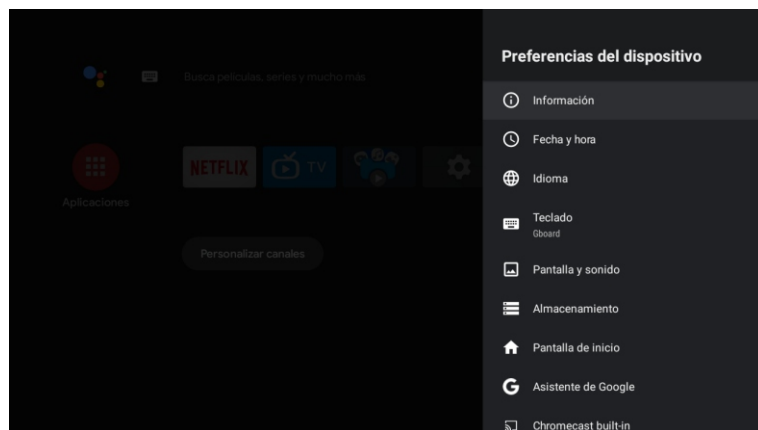 Preferencias del dispositivo
Busca películas, series y mucho más
Información
Fecha y hora
NETFLIX
TV
Idioma
Aplicaciones
Teclado
Gboard
Personalizar canales
Pantalla y sonido
Almacenamiento
Pantalla de inicio
G Asistente de Google
Chromecast built-in